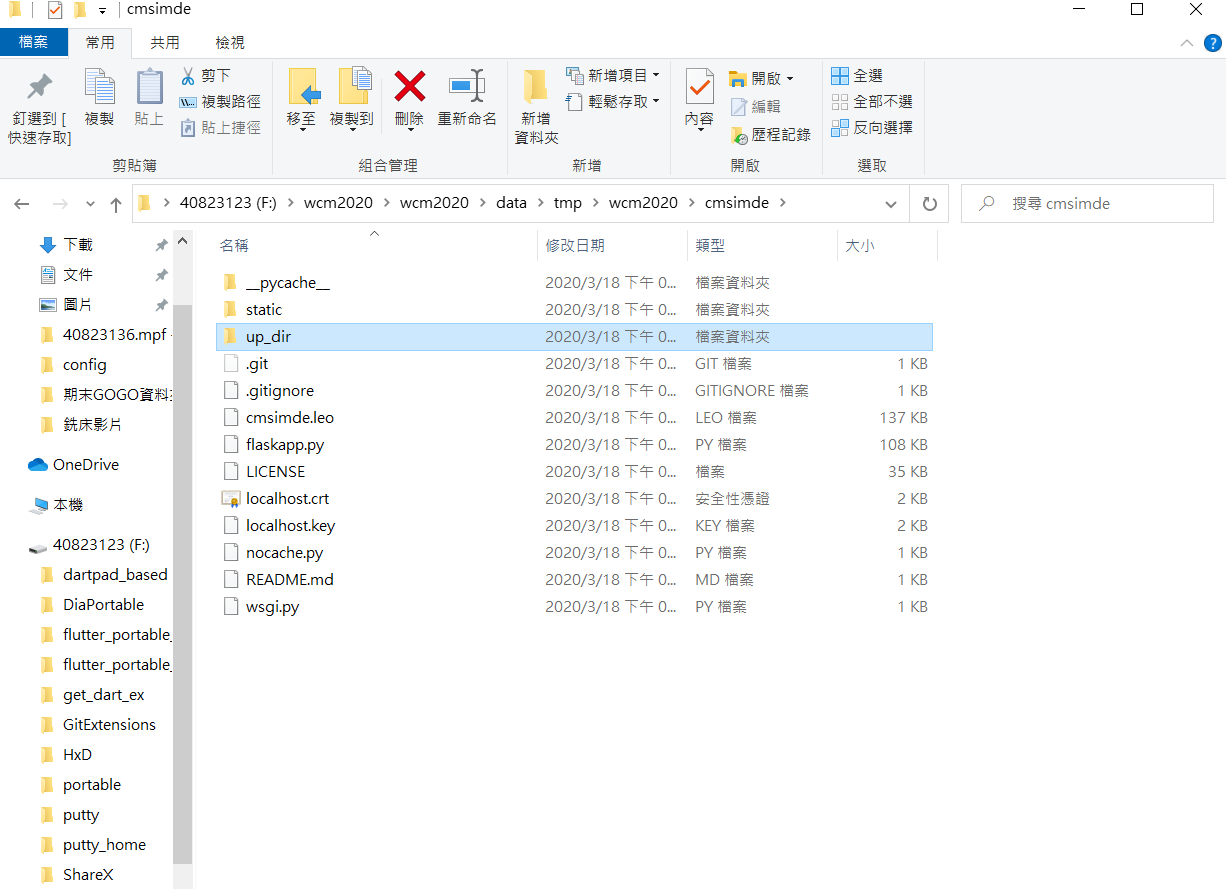 cmsimde
檔案 常用 共用 檢視
釘選到 [快速存取] 複製 貼上 剪下 複製路徑 貼上捷徑
剪貼簿
移至 複製到 刪除 重新命名
組合管理
新增資料夾 新增項目 輕鬆存取
新增
內容 開啟 編輯 歷程記錄
開啟
全選 全部不選 反向選擇
選取
40823123 (F:) wcm2020 wcm2020 data tmp wcm2020 cmsimde
搜尋 cmsimde
下載
文件
圖片
40823136.mpf
config
期末GOGO資料
銑床影片
OneDrive
本機
40823123 (F:)
dartpad_based
DiaPortable
flutter_portable_
flutter_portable_
get_dart_ex
GitExtensions
HxD
portable
putty
putty_home
ShareX
名稱 修改日期 類型 大小
__pycache__ 2020/3/18 下午 0... 檔案資料夾
static 2020/3/18 下午 0... 檔案資料夾
up_dir 2020/3/18 下午 0... 檔案資料夾
.git 2020/3/18 下午 0... GIT 檔案 1 KB
.gitignore 2020/3/18 下午 0... GITIGNORE 檔案 1 KB
cmsimde.leo 2020/3/18 下午 0... LEO 檔案 137 KB
flaskapp.py 2020/3/18 下午 0... PY 檔案 108 KB
LICENSE 2020/3/18 下午 0... 檔案 35 KB
localhost.crt 2020/3/18 下午 0... 安全性憑證 2 KB
localhost.key 2020/3/18 下午 0... KEY 檔案 2 KB
nocache.py 2020/3/18 下午 0... PY 檔案 1 KB
README.md 2020/3/18 下午 0... MD 檔案 1 KB
wsgi.py 2020/3/18 下午 0... PY 檔案 1 KB